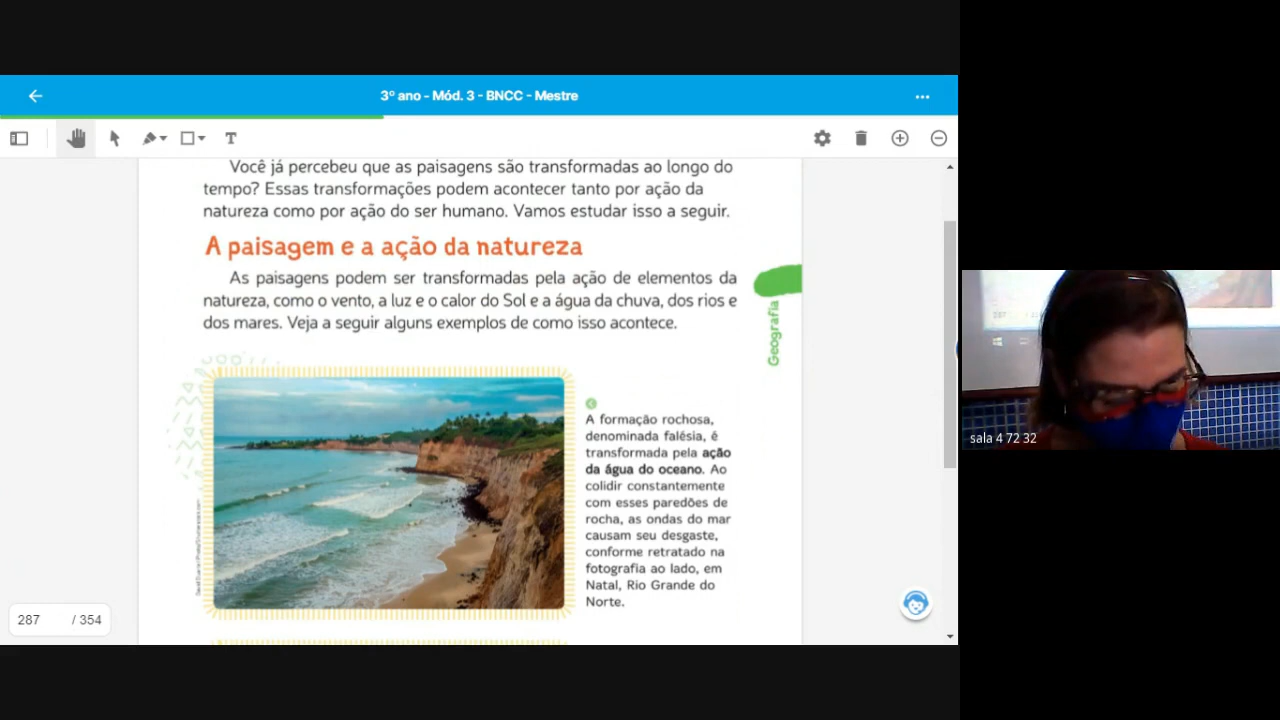 3º ano - Mód. 3 - BNCC - Mestre
Você já percebeu que as paisagens são transformadas ao longo do
tempo? Essas transformações podem acontecer tanto por ação da
natureza como por ação do ser humano. Vamos estudar isso a seguir.
A paisagem e a ação da natureza
As paisagens podem ser transformadas pela ação de elementos da
natureza, como o vento, a luz e o calor do Sol e a água da chuva, dos rios e
dos mares. Veja a seguir alguns exemplos de como isso acontece.
Geografia
A formação rochosa,
denominada falésia, é
transformada pela ação
da água do oceano. Ao
colidir constantemente
com esses paredões de
rocha, as ondas do mar
causam seu desgaste,
conforme retratado na
fotografia ao lado, em
Natal, Rio Grande do
Norte.
287 / 354
sala 4 72 32